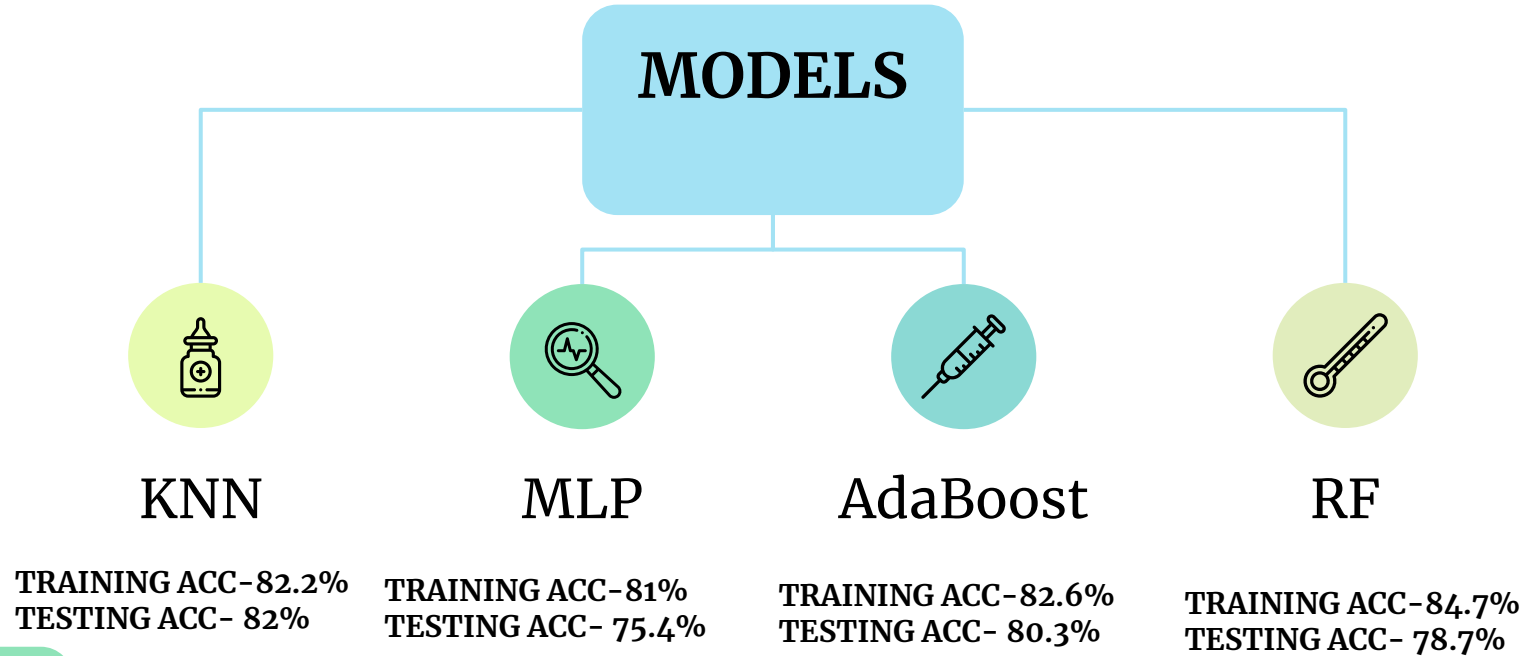 MODELS
KNN
TRAINING ACC-82.2%
TESTING ACC- 82%
MLP
TRAINING ACC-81%
TESTING ACC- 75.4%
AdaBoost
TRAINING ACC-82.6%
TESTING ACC- 80.3%
RF
TRAINING ACC-84.7%
TESTING ACC- 78.7%